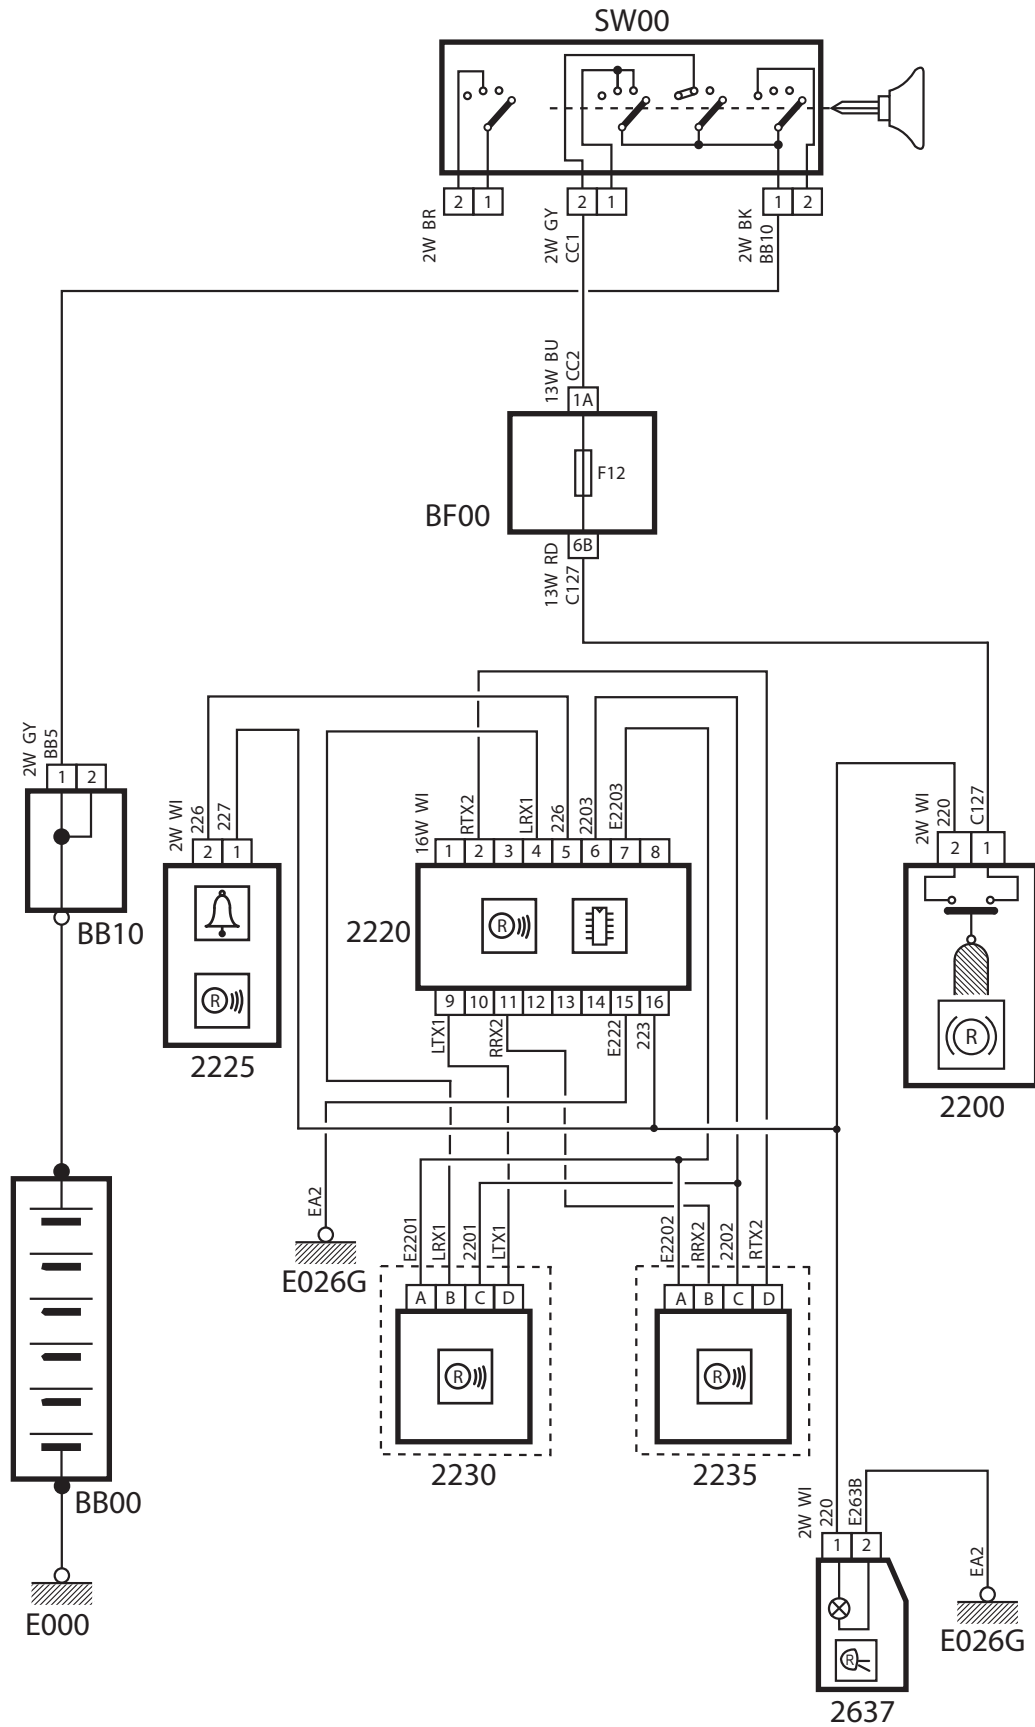 SW00
2 1
2 1
1 2
2W BR
2W GY
CC1
2W BK
BB10
13W BU
CC2
1A
F12
BF00
6B
13W RD
C127
2W GY
BB5
1 2
BB10
2W WI
226
227
2 1
R
2225
16W WI
RTX2
LRX1
226
2203
E2203
1 2 3 4 5 6 7 8
2220
R
9 10 11 12 13 14 15 16
LTX1
RRX2
E222
223
2W WI
220
C127
2 1
R
2200
EA2
E026G
E2201
LRX1
2201
LTX1
A B C D
R
2230
E2202
RRX2
2202
RTX2
A B C D
R
2235
BB00
E000
2W WI
220
E263B
1 2
R
2637
EA2
E026G